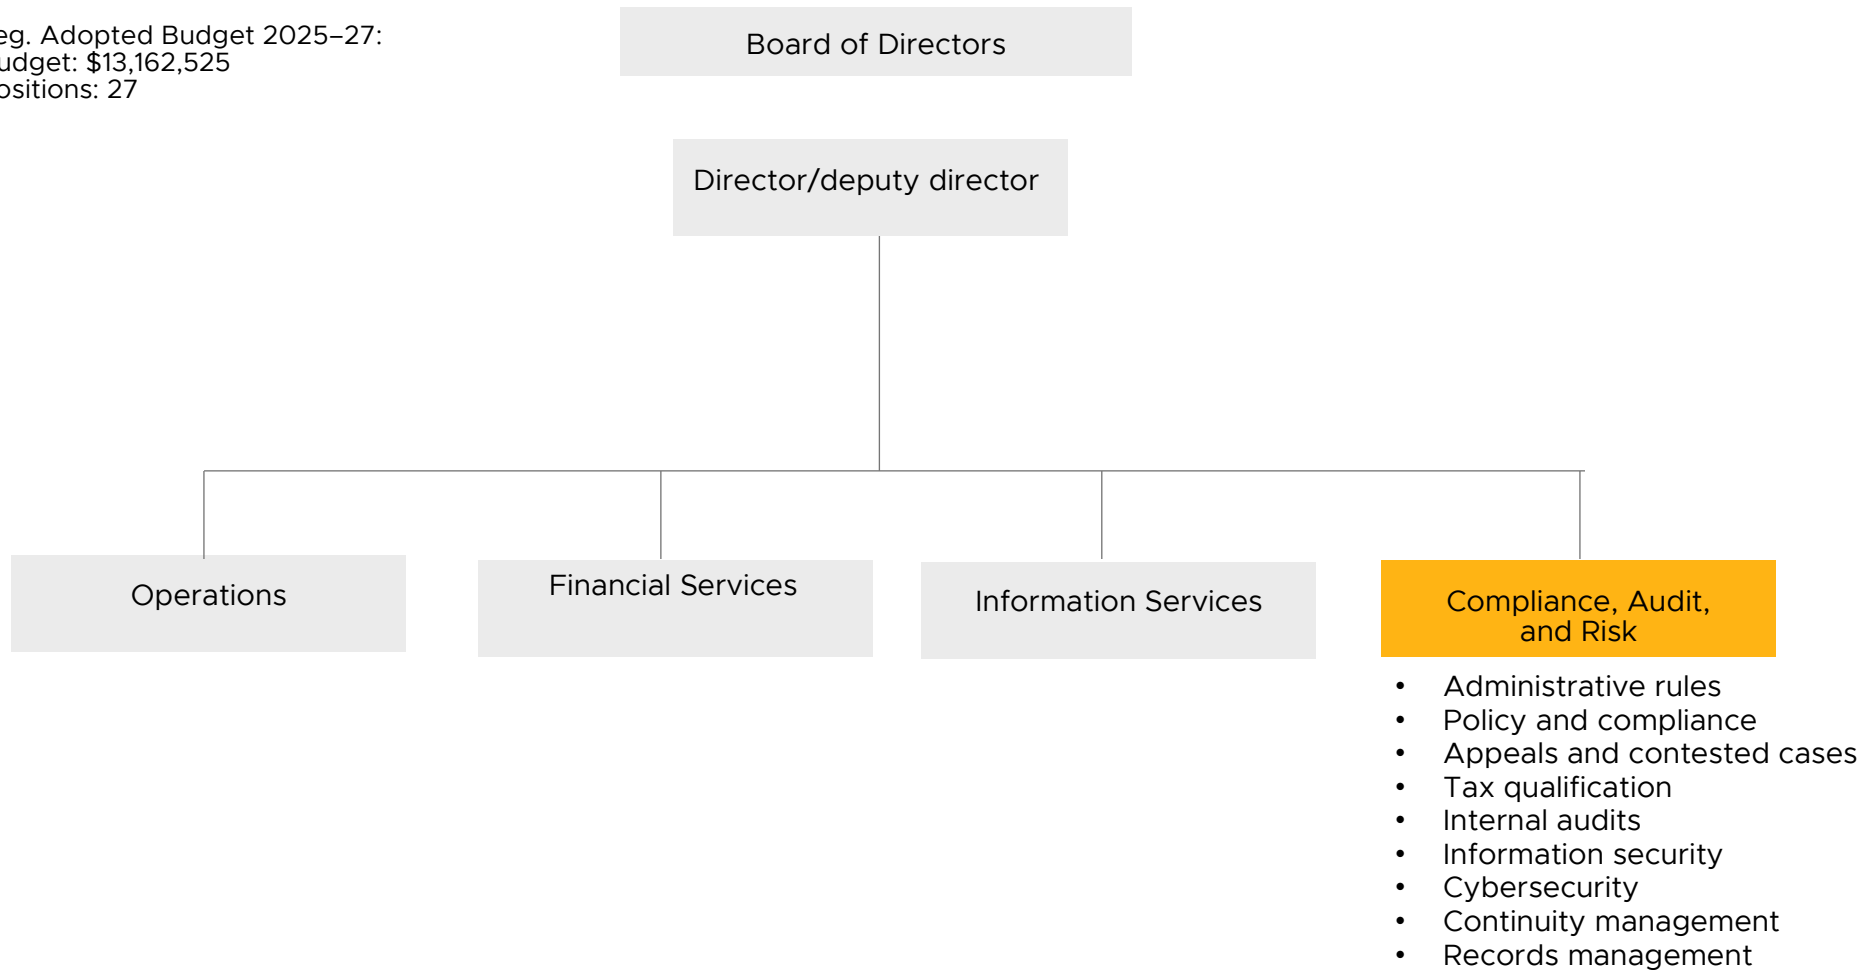 eg. Adopted Budget 2025–27:
udget: $13,162,525
ositions: 27
Board of Directors
Director/deputy director
Operations
Financial Services
Information Services
Compliance, Audit,
and Risk
• Administrative rules
• Policy and compliance
• Appeals and contested cases
• Tax qualification
• Internal audits
• Information security
• Cybersecurity
• Continuity management
• Records management